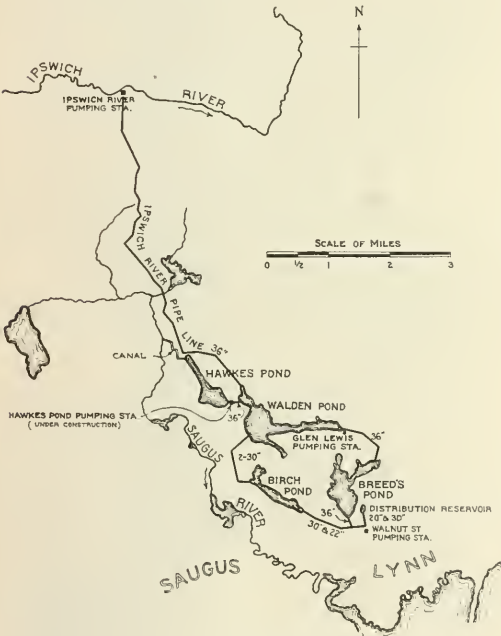 N
IPSWICH
RIVER
IPSWICH RIVER
PUMPING STA.
IPSWICH RIVER PIPE LINE 36"
SCALE OF MILES
0 1/2 1 2 3
CANAL
HAWKES POND
HAWKES POND PUMPING STA.
(UNDER CONSTRUCTION)
36"
WALDEN POND
GLEN LEWIS
PUMPING STA.
36"
SAUGUS
RIVER
2-30"
BIRCH
POND
BREED'S
POND
36"
30" & 22"
DISTRIBUTION RESERVOIR
20" & 30"
WALNUT ST
PUMPING STA.
SAUGUS
LYNN